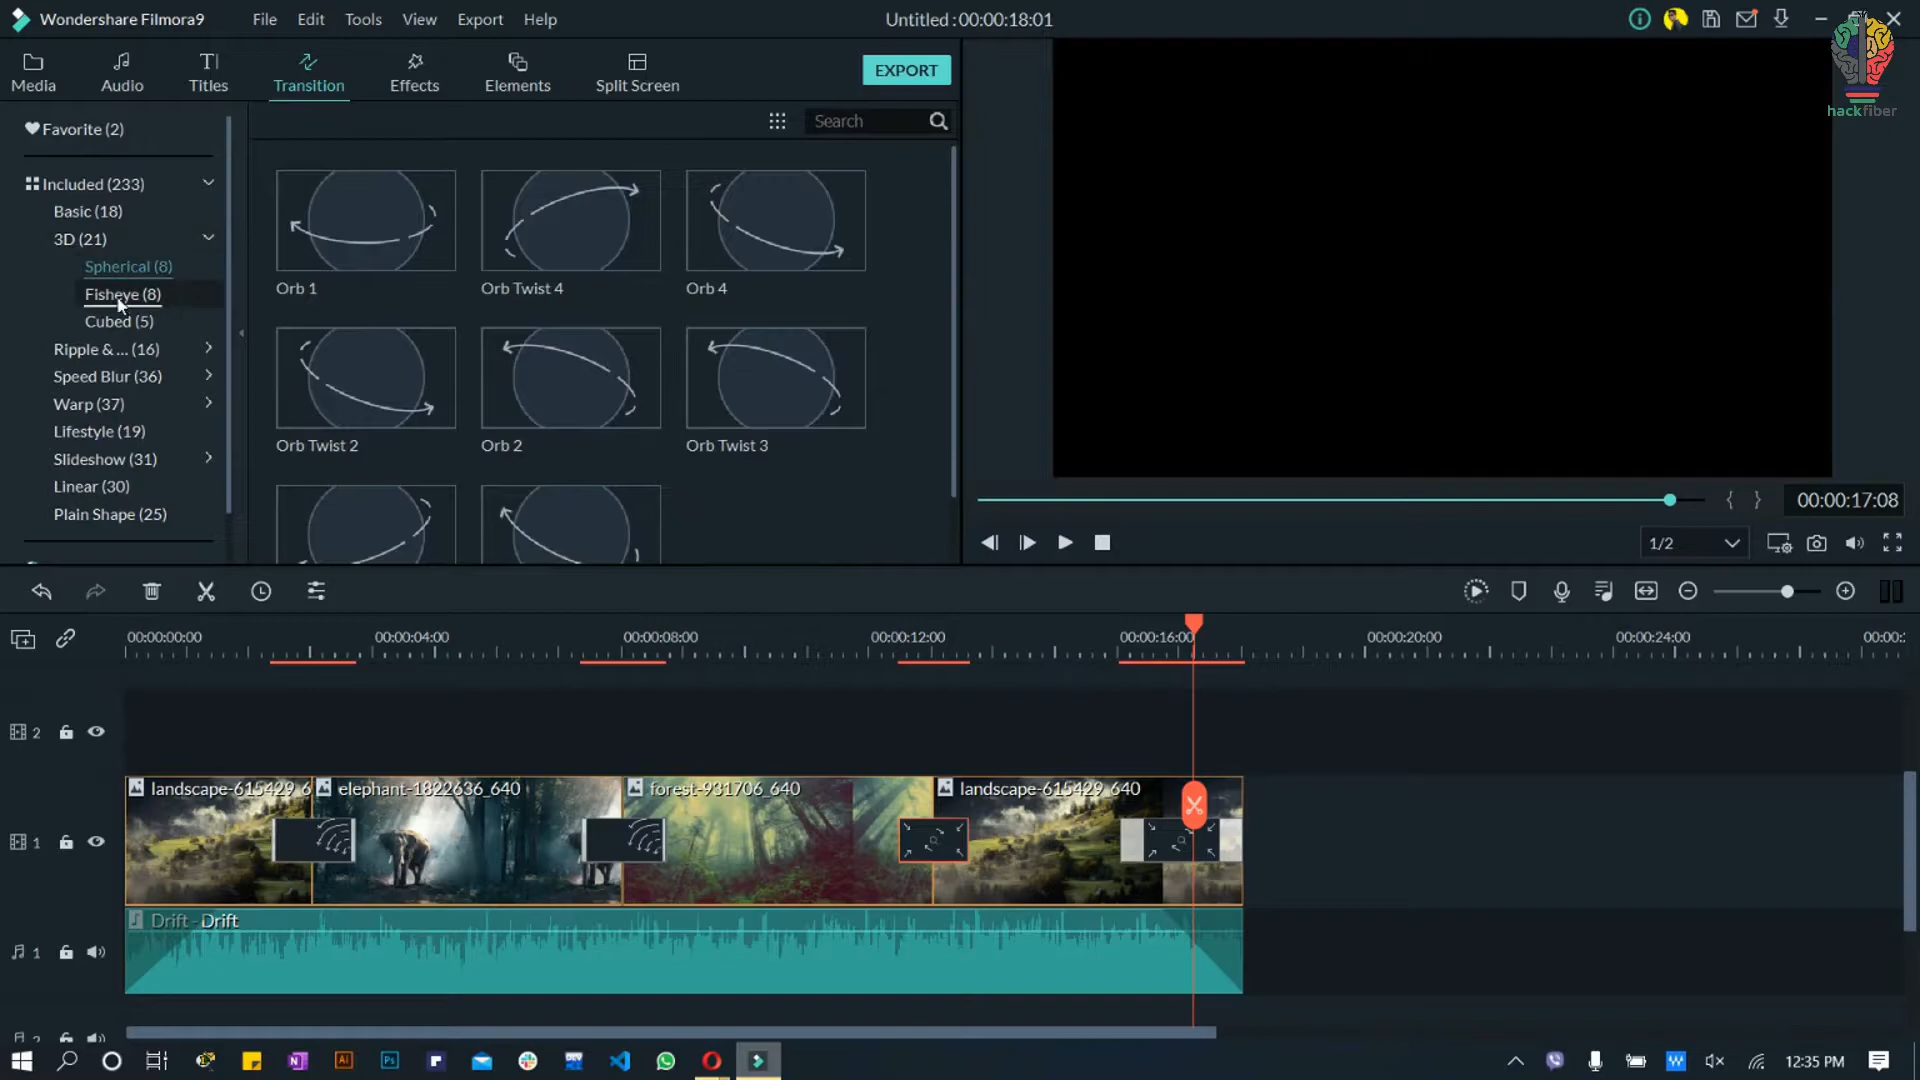 Wondershare Filmora9
File Edit Tools View Export Help
Untitled : 00:00:18:01
Media Audio Titles Transition Effects Elements Split Screen
EXPORT
hackfiber
Favorite (2)
Search
Included (233)
Basic (18)
3D (21)
Spherical (8)
Fisheye (8)
Cubed (5)
Ripple & ... (16)
Speed Blur (36)
Warp (37)
Lifestyle (19)
Slideshow (31)
Linear (30)
Plain Shape (25)
Orb 1 Orb Twist 4 Orb 4
Orb Twist 2 Orb 2 Orb Twist 3
{ } 00:00:17:08
1/2
00:00:00:00 00:00:04:00 00:00:08:00 00:00:12:00 00:00:16:00 00:00:20:00 00:00:24:00 00:00:
2
landscape-615429_6 elephant-1822636_640 forest-931706_640 landscape-615429_640
1
Drift - Drift
1
2
12:35 PM